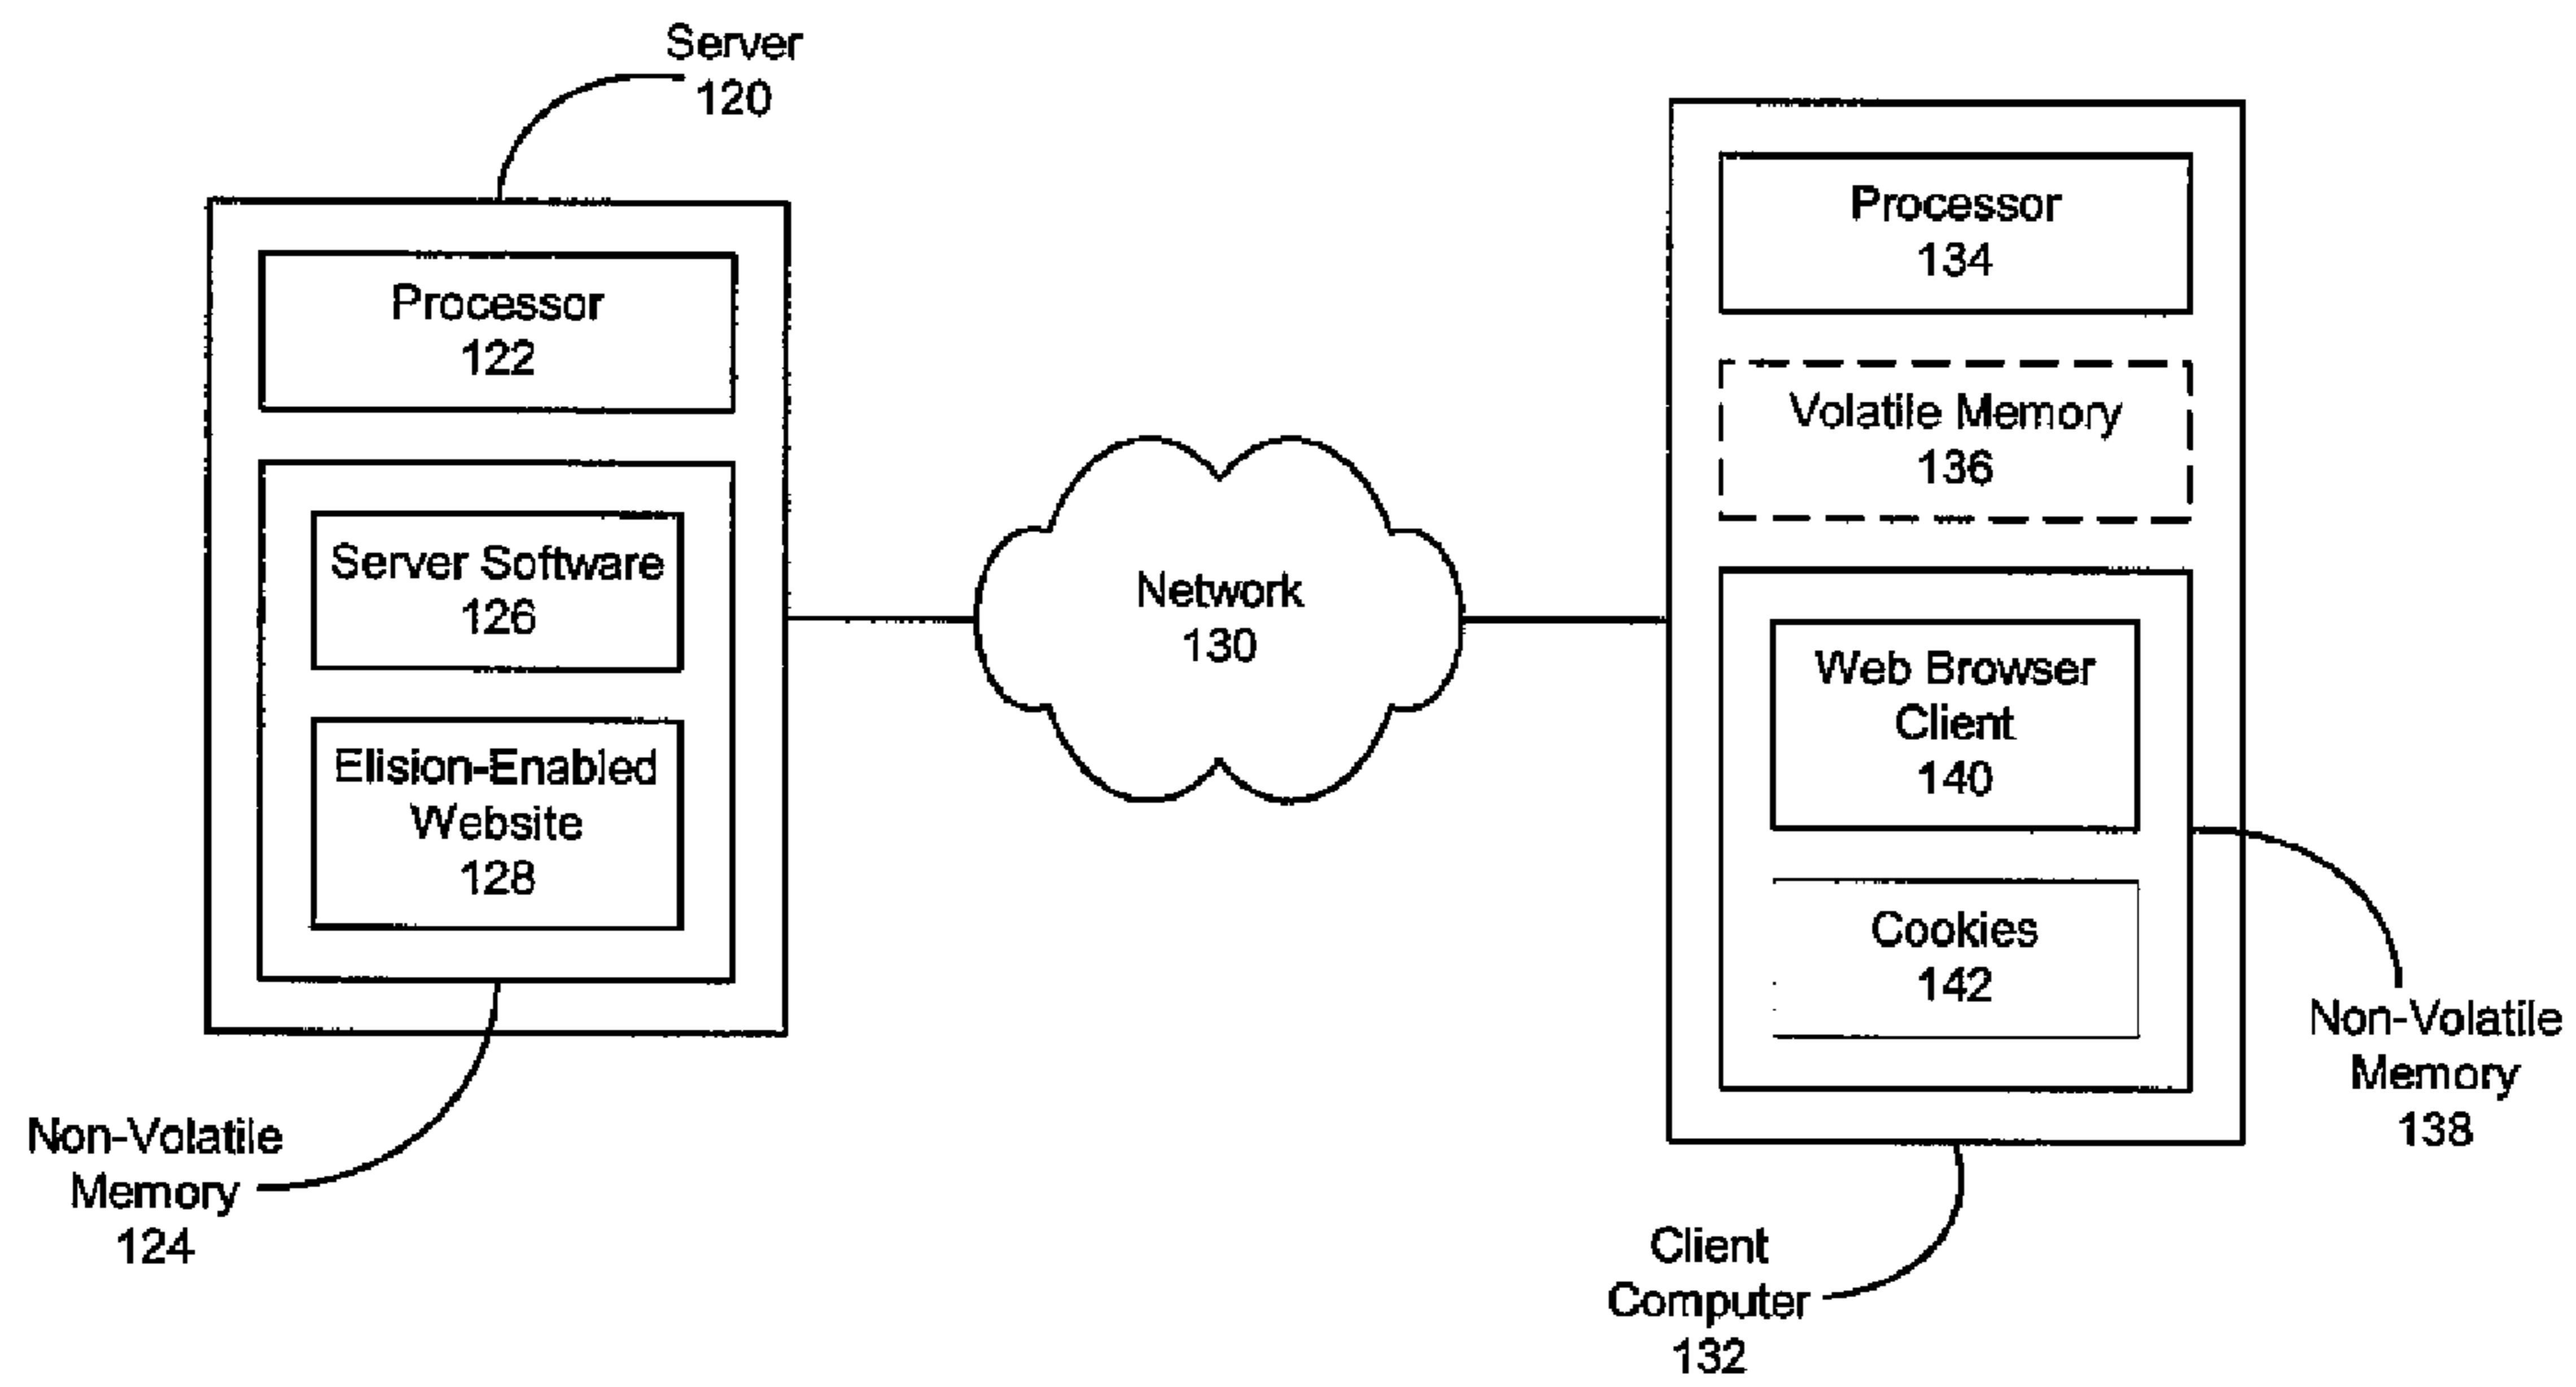 Server
120
Processor
122
Server Software
126
Elision-Enabled
Website
128
Non-Volatile
Memory
124
Network
130
Processor
134
Volatile Memory
136
Web Browser
Client
140
Cookies
142
Non-Volatile
Memory
138
Client
Computer
132